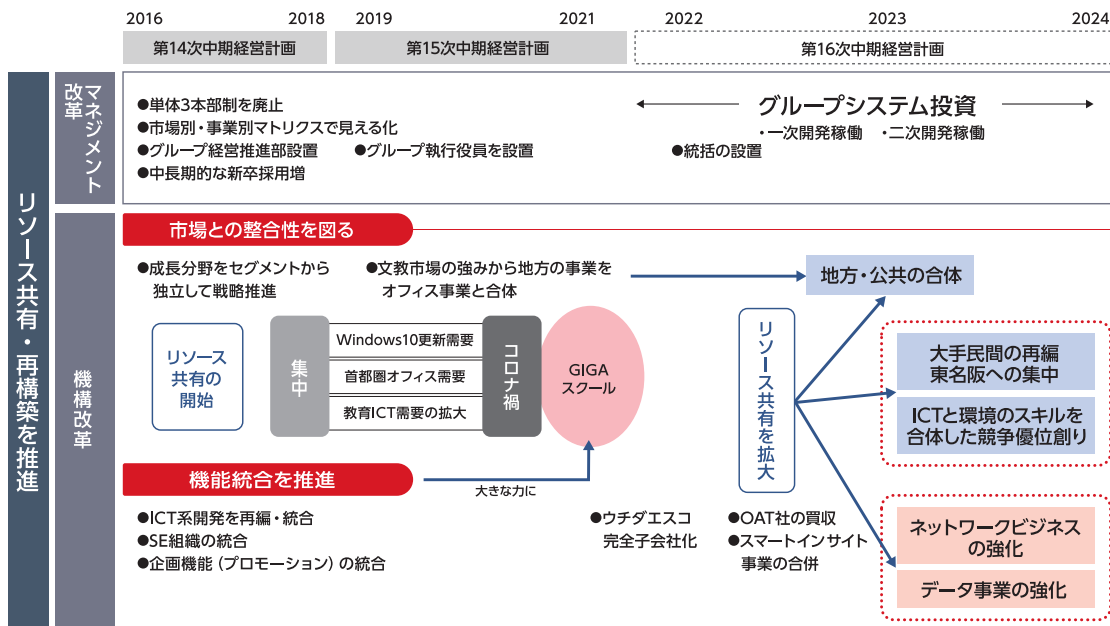 2016
2018
2019
2021
2022
2023
2024
第14次中期経営計画
第15次中期経営計画
第16次中期経営計画
リソース共有・再構築を推進
マネジメント
改革
●単体3本部制を廃止
●市場別・事業別マトリクスで見える化
●グループ経営推進部設置
●グループ執行役員を設置
●中長期的な新卒採用増
グループシステム投資
・一次開発稼働 ・二次開発稼働
●統括の設置
機構改革
市場との整合性を図る
●成長分野をセグメントから
独立して戦略推進
●文教市場の強みから地方の事業を
オフィス事業と合体
地方・公共の合体
リソース
共有の
開始
集中
Windows10更新需要
首都圏オフィス需要
教育ICT需要の拡大
コロナ禍
GIGA
スクール
リソース共有を拡大
大手民間の再編
東名阪への集中
ICTと環境のスキルを
合体した競争優位創り
機能統合を推進
大きな力に
●ICT系開発を再編・統合
●SE組織の統合
●企画機能（プロモーション）の統合
●ウチダエスコ
完全子会社化
●OAT社の買収
●スマートインサイト
事業の合併
ネットワークビジネス
の強化
データ事業の強化